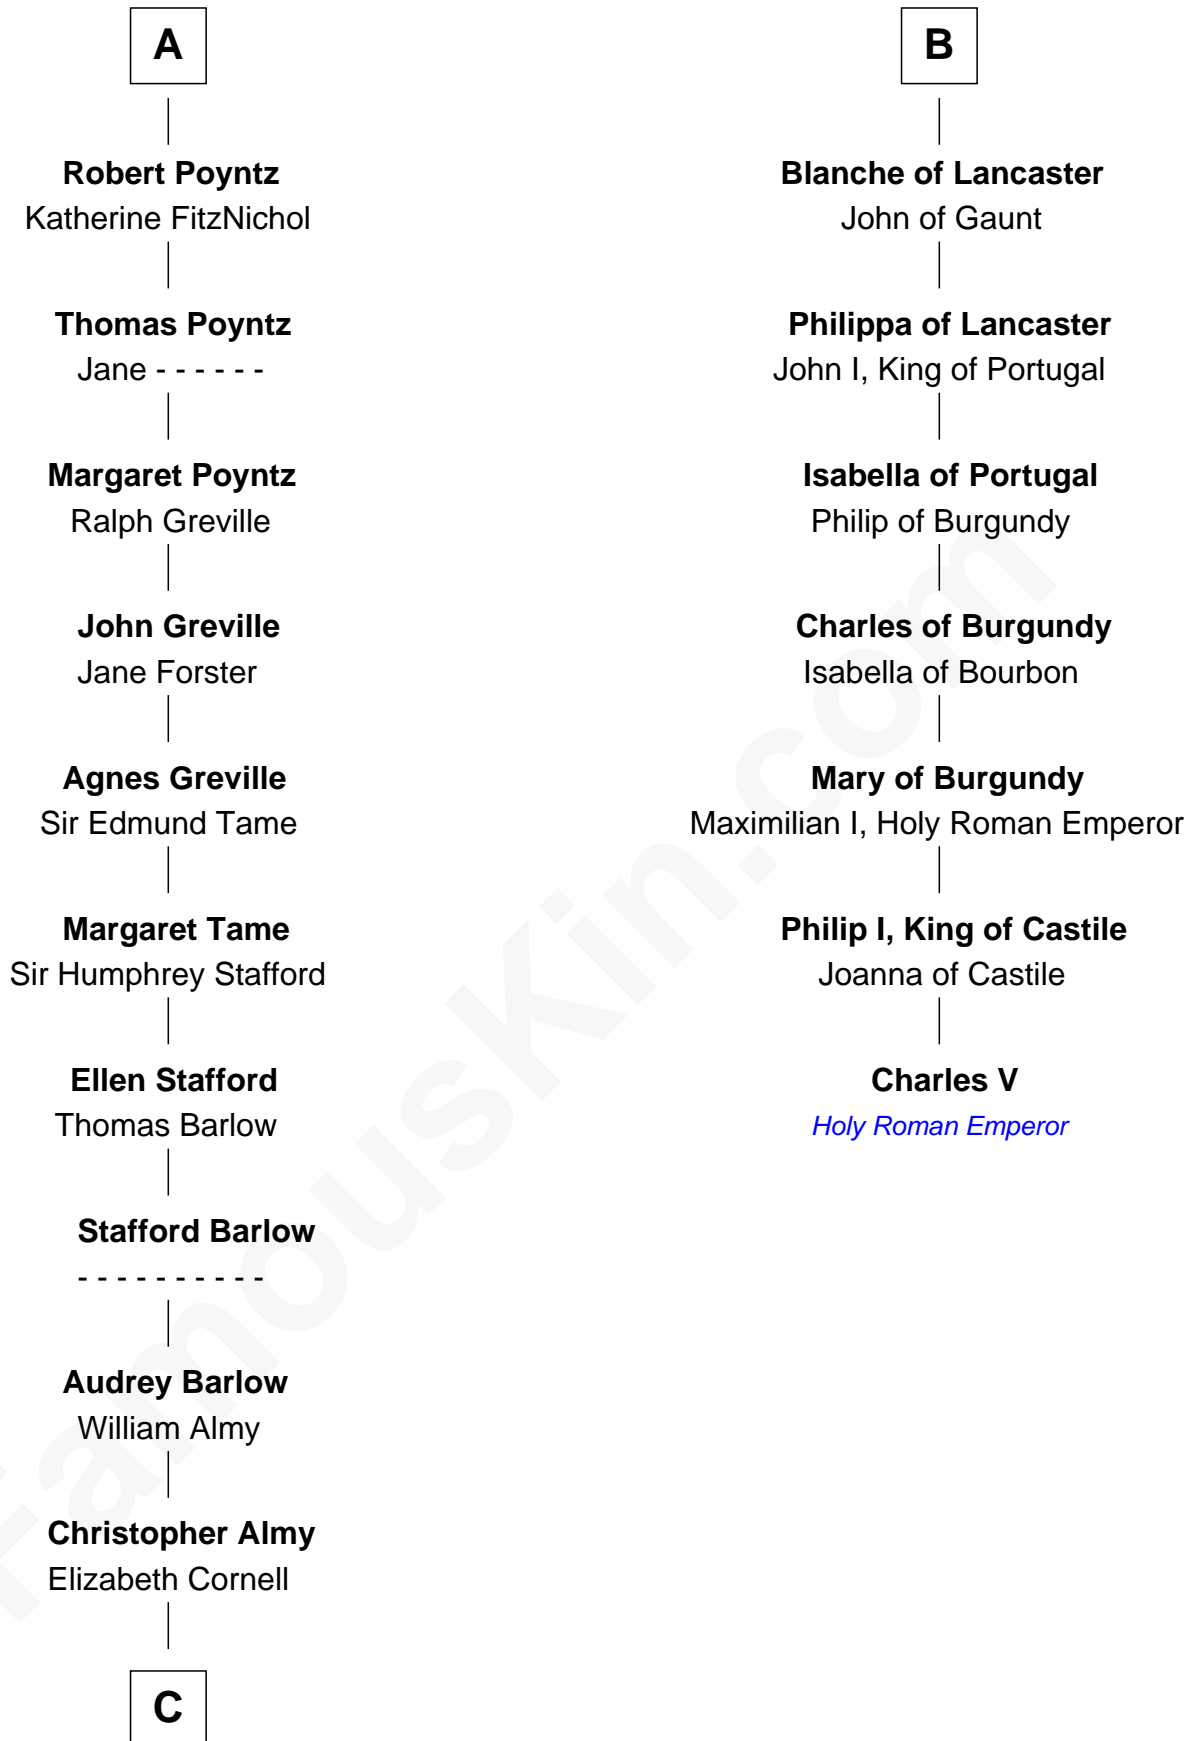 A
Robert Poyntz
Katherine FitzNichol
Thomas Poyntz
Jane - - - - - -
Margaret Poyntz
Ralph Greville
John Greville
Jane Forster
Agnes Greville
Sir Edmund Tame
Margaret Tame
Sir Humphrey Stafford
Ellen Stafford
Thomas Barlow
Stafford Barlow
- - - - - - - - - -
Audrey Barlow
William Almy
Christopher Almy
Elizabeth Cornell
C
B
Blanche of Lancaster
John of Gaunt
Philippa of Lancaster
John I, King of Portugal
Isabella of Portugal
Philip of Burgundy
Charles of Burgundy
Isabella of Bourbon
Mary of Burgundy
Maximilian I, Holy Roman Emperor
Philip I, King of Castile
Joanna of Castile
Charles V
Holy Roman Emperor
FamousKin.com